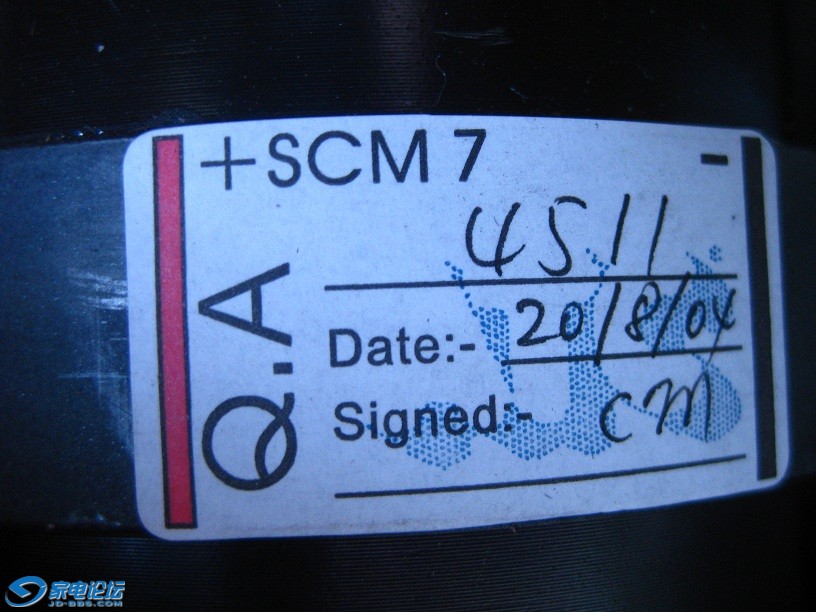 +SCM 7 -
4511
Q.A
Date:- 20/8/04
Signed:- CM
家电论坛
JD-BBS.COM